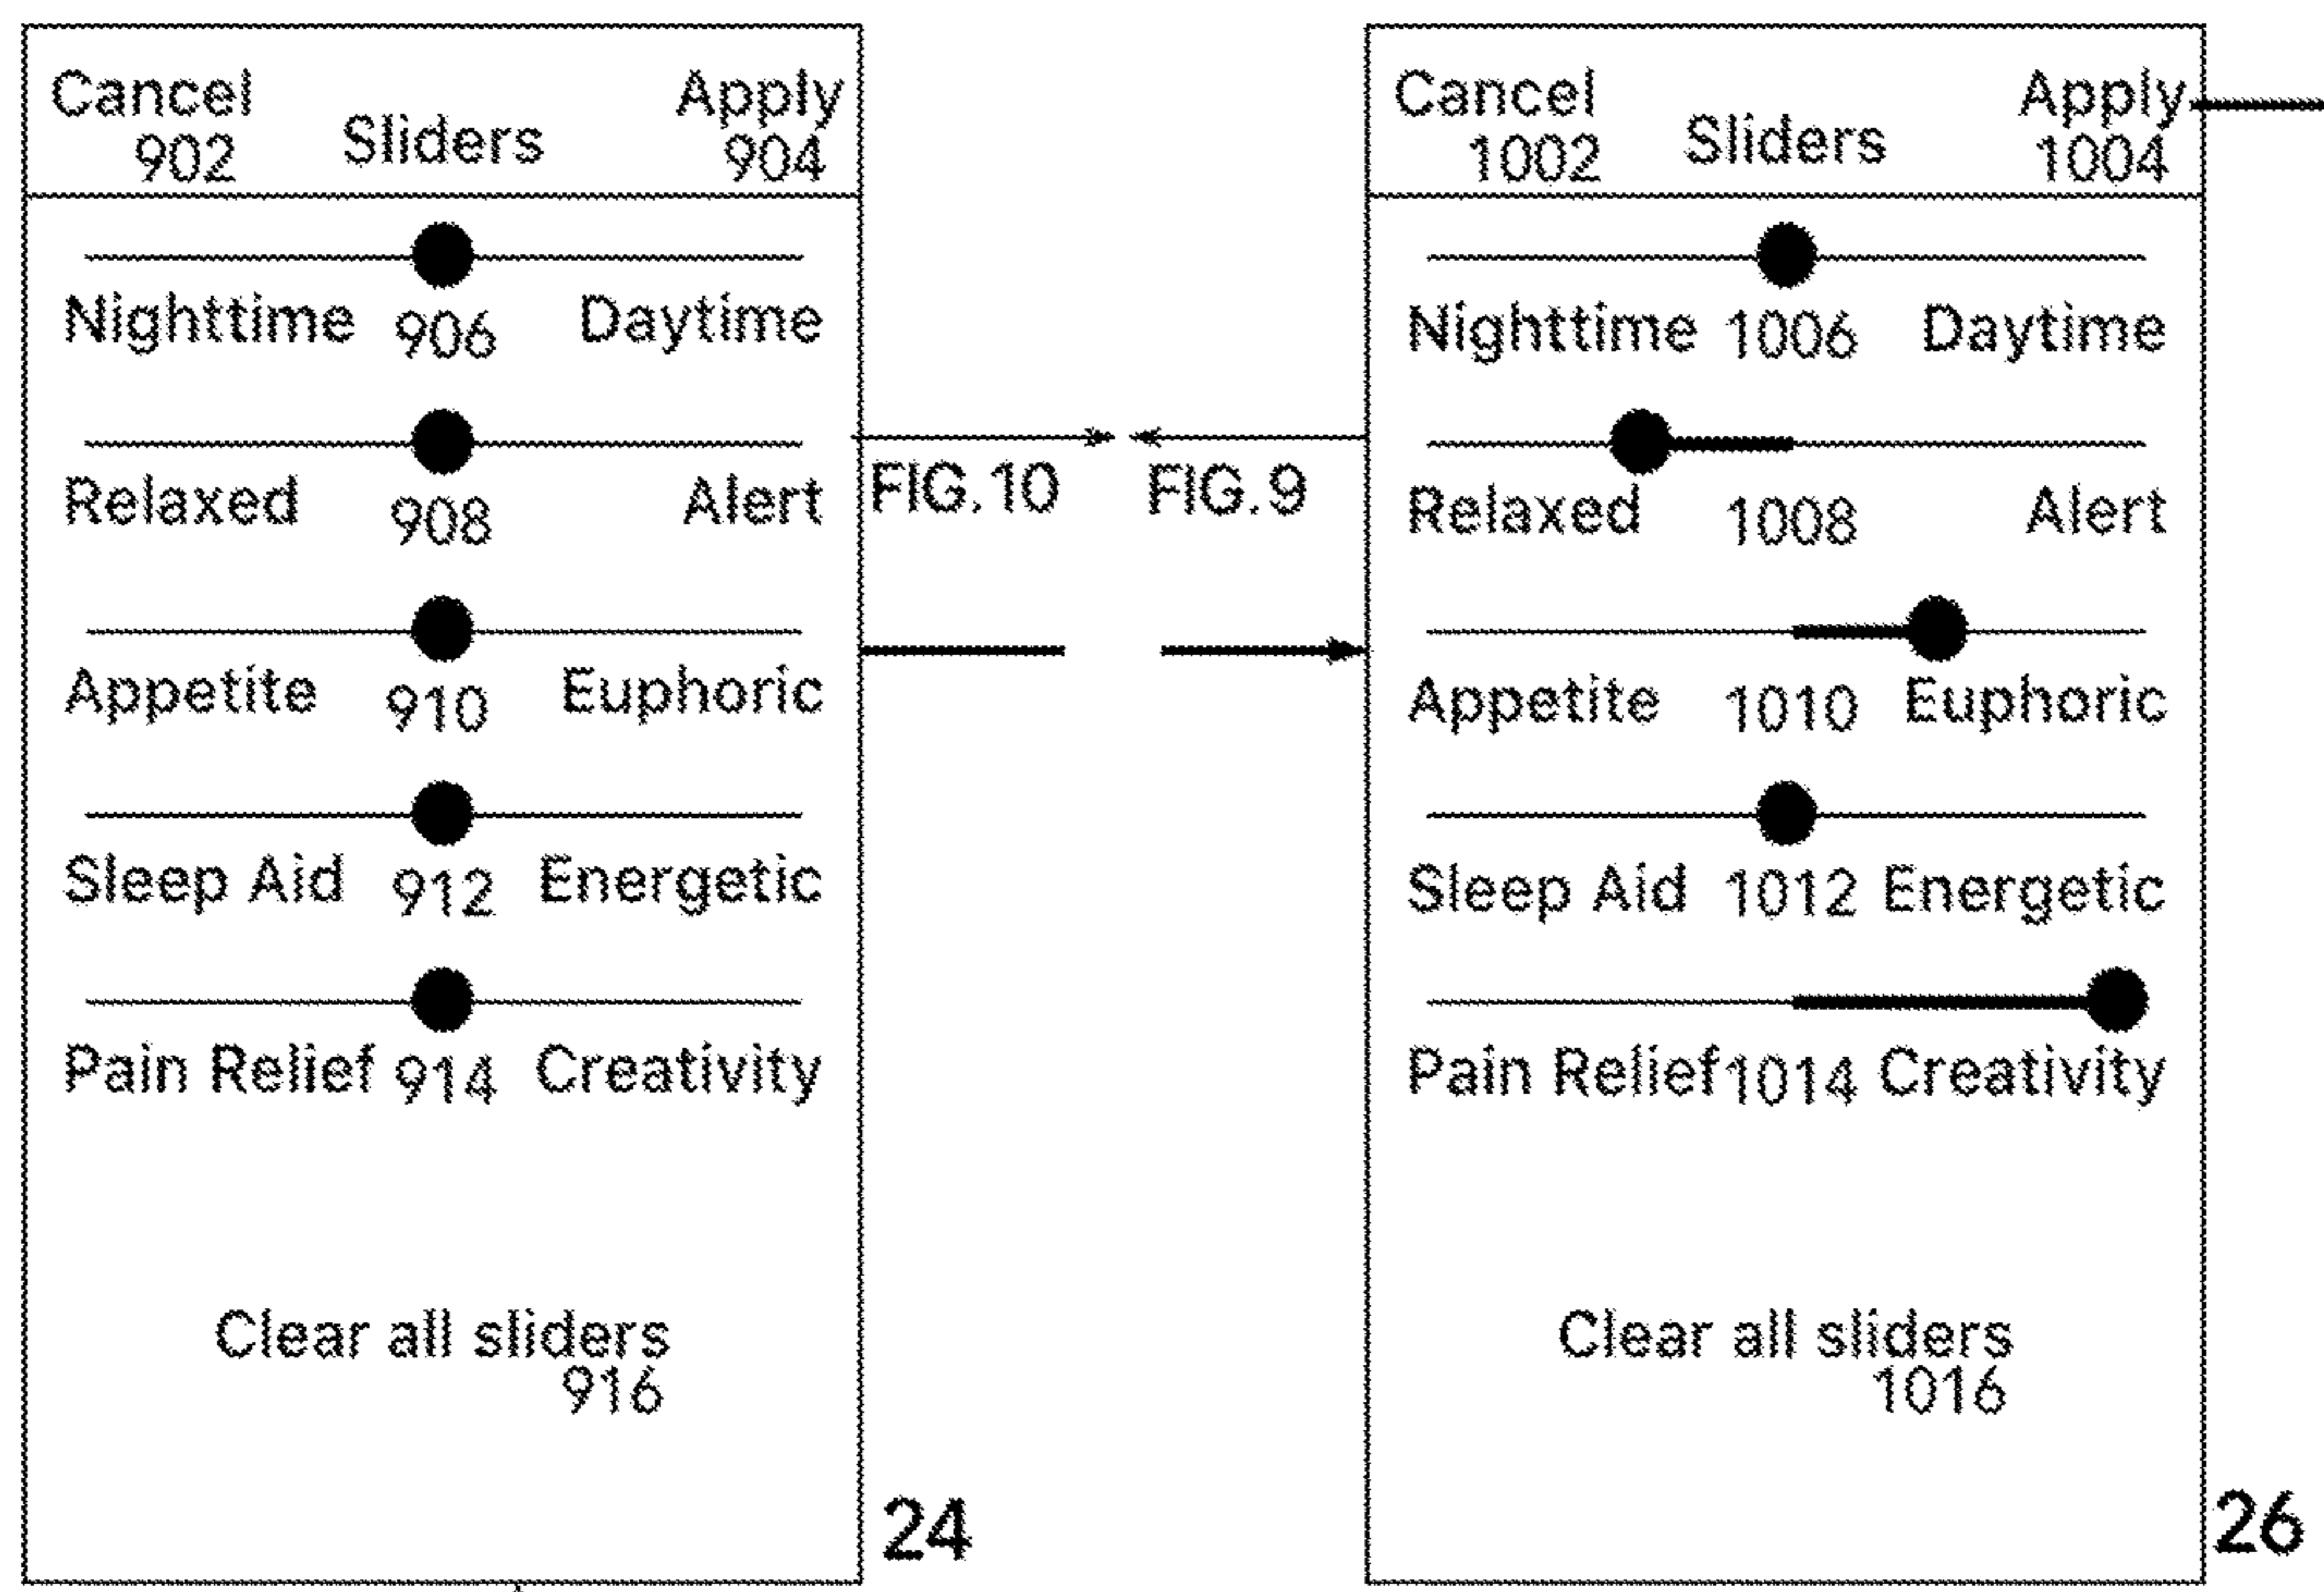 Cancel Sliders Apply
902 904
Nighttime 906 Daytime
Relaxed 908 Alert
Appetite 910 Euphoric
Sleep Aid 912 Energetic
Pain Relief 914 Creativity
Clear all sliders
916
24
FIG.10 FIG.9
Cancel Sliders Apply
1002 1004
Nighttime 1006 Daytime
Relaxed 1008 Alert
Appetite 1010 Euphoric
Sleep Aid 1012 Energetic
Pain Relief 1014 Creativity
Clear all sliders
1016
26